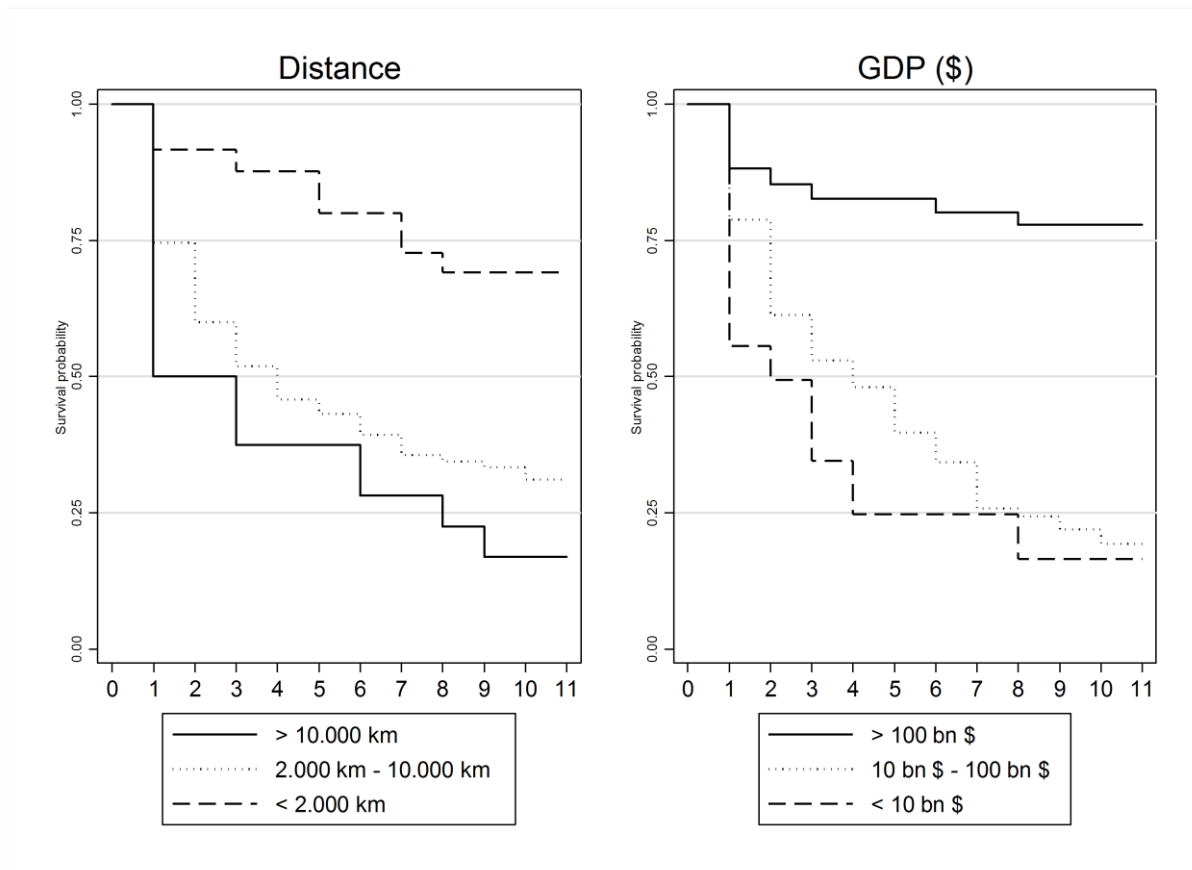 Distance
Survival probability
1.00
0.75
0.50
0.25
0.00
0 1 2 3 4 5 6 7 8 9 10 11
> 10.000 km
2.000 km - 10.000 km
< 2.000 km
GDP ($)
Survival probability
1.00
0.75
0.50
0.25
0.00
0 1 2 3 4 5 6 7 8 9 10 11
> 100 bn $
10 bn $ - 100 bn $
< 10 bn $